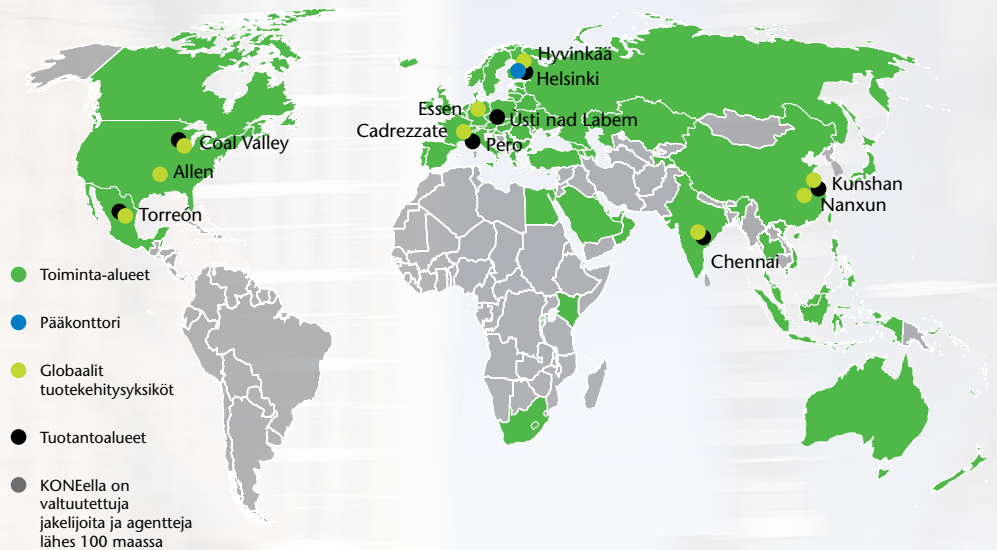 Hyvinkää
Helsinki
Essen
Ústi nad Labem
Cadrezzate
Pero
Coal Valley
Allen
Kunshan
Torreón
Nanxun
Chennai
Toiminta-alueet
Pääkonttori
Globaalit
tuotekehitysyksiköt
Tuotantoalueet
KONEella on
valtuutettuja
jakelijoita ja agentteja
lähes 100 maassa